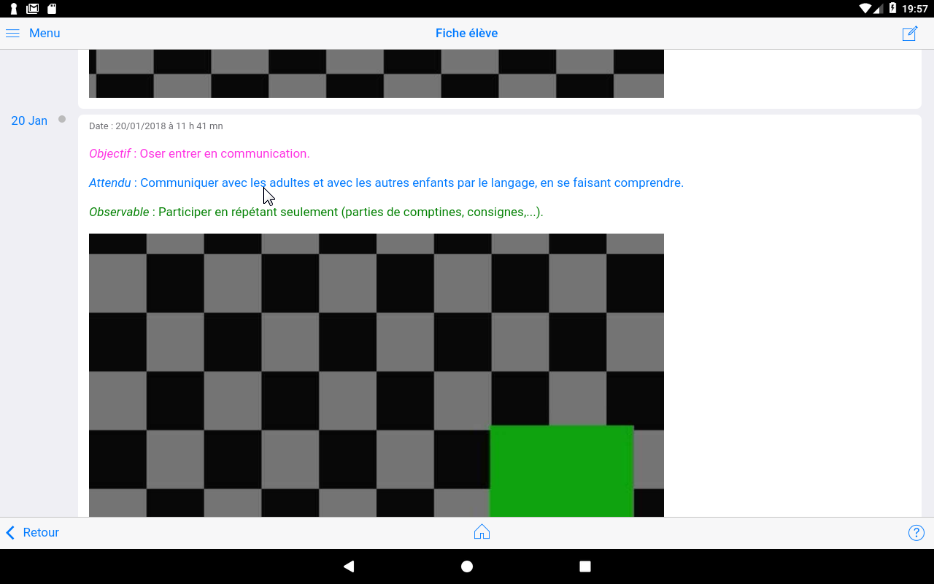 19:57
Menu
Fiche élève
20 Jan
Date : 20/01/2018 à 11 h 41 mn
Objectif : Oser entrer en communication.
Attendu : Communiquer avec les adultes et avec les autres enfants par le langage, en se faisant comprendre.
Observable : Participer en répétant seulement (parties de comptines, consignes,...).
Retour
?